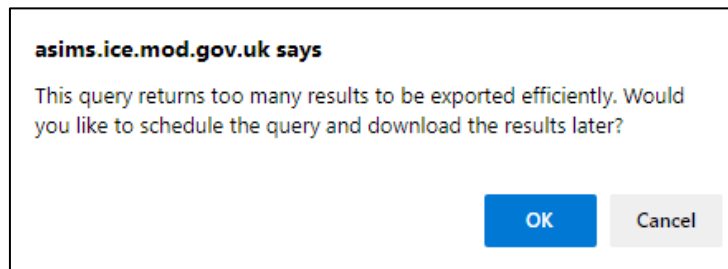 asims.ice.mod.gov.uk says
This query returns too many results to be exported efficiently. Would
you like to schedule the query and download the results later?
OK
Cancel